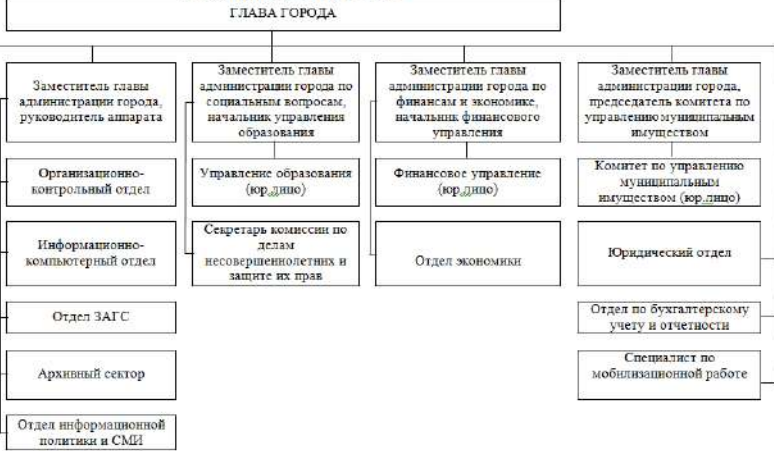 ГЛАВА ГОРОДА
Заместитель главы
администрации города,
руководитель аппарата
Заместитель главы
администрации города по
социальным вопросам,
начальник управления
образования
Заместитель главы
администрации города по
финансам и экономике,
начальник финансового
управления
Заместитель главы
администрации города,
председатель комитета по
управлению муниципальным
имуществом
Организационно-
контрольный отдел
Управление образования
(юр.лицо)
Финансовое управление
(юр.лицо)
Комитет по управлению
муниципальным
имуществом (юр.лицо)
Информационно-
компьютерный отдел
Секретарь комиссии по
делам
несовершеннолетних и
защите их прав
Отдел экономики
Юридический отдел
Отдел ЗАГС
Отдел по бухгалтерскому
учету и отчетности
Архивный сектор
Специалист по
мобилизационной работе
Отдел информационной
политики и СМИ